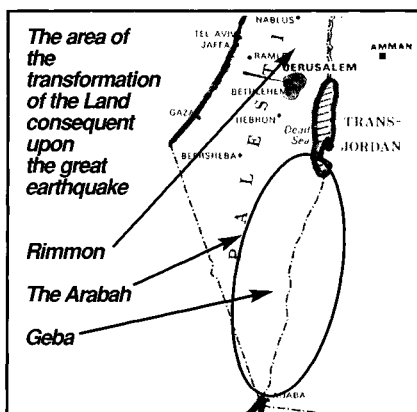 The area of
the
transformation
of the Land
consequent
upon
the great
earthquake
Rimmon
The Arabah
Geba
NABLUS
TEL AVIV
JAFFA
RAMLE
JERUSALEM
AMMAN
BETHLEHEM
GAZA
HEBRON
Dead
Sea
TRANS-
JORDAN
BEERSHEBA
PALESTI